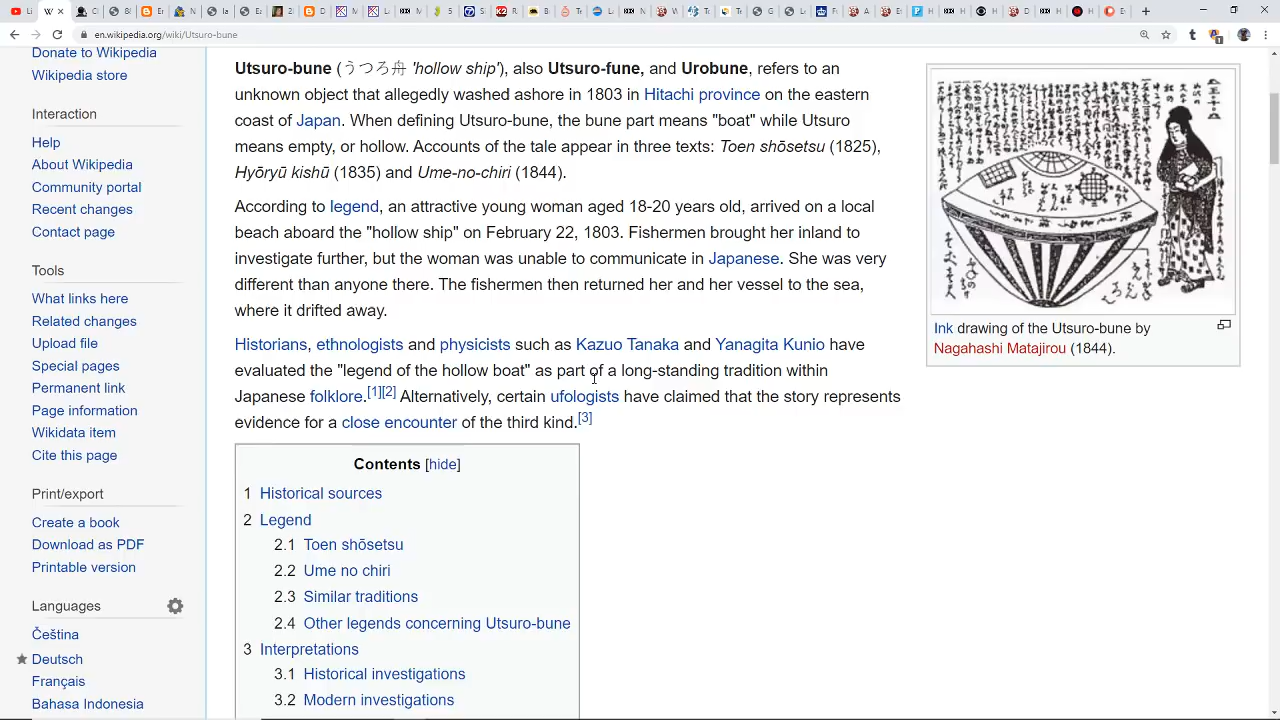 en.wikipedia.org/wiki/Utsuro-bune
Donate to Wikipedia
Wikipedia store
Interaction
Help
About Wikipedia
Community portal
Recent changes
Contact page
Tools
What links here
Related changes
Upload file
Special pages
Permanent link
Page information
Wikidata item
Cite this page
Print/export
Create a book
Download as PDF
Printable version
Languages
Čeština
Deutsch
Français
Bahasa Indonesia
Utsuro-bune (うつろ舟 'hollow ship'), also Utsuro-fune, and Urobune, refers to an
unknown object that allegedly washed ashore in 1803 in Hitachi province on the eastern
coast of Japan. When defining Utsuro-bune, the bune part means "boat" while Utsuro
means empty, or hollow. Accounts of the tale appear in three texts: Toen shōsetsu (1825),
Hyōryū kishū (1835) and Ume-no-chiri (1844).
According to legend, an attractive young woman aged 18-20 years old, arrived on a local
beach aboard the "hollow ship" on February 22, 1803. Fishermen brought her inland to
investigate further, but the woman was unable to communicate in Japanese. She was very
different than anyone there. The fishermen then returned her and her vessel to the sea,
where it drifted away.
Historians, ethnologists and physicists such as Kazuo Tanaka and Yanagita Kunio have
evaluated the "legend of the hollow boat" as part of a long-standing tradition within
Japanese folklore.[1][2] Alternatively, certain ufologists have claimed that the story represents
evidence for a close encounter of the third kind.[3]
Contents [hide]
1 Historical sources
2 Legend
2.1 Toen shōsetsu
2.2 Ume no chiri
2.3 Similar traditions
2.4 Other legends concerning Utsuro-bune
3 Interpretations
3.1 Historical investigations
3.2 Modern investigations
Ink drawing of the Utsuro-bune by
Nagahashi Matajirou (1844).